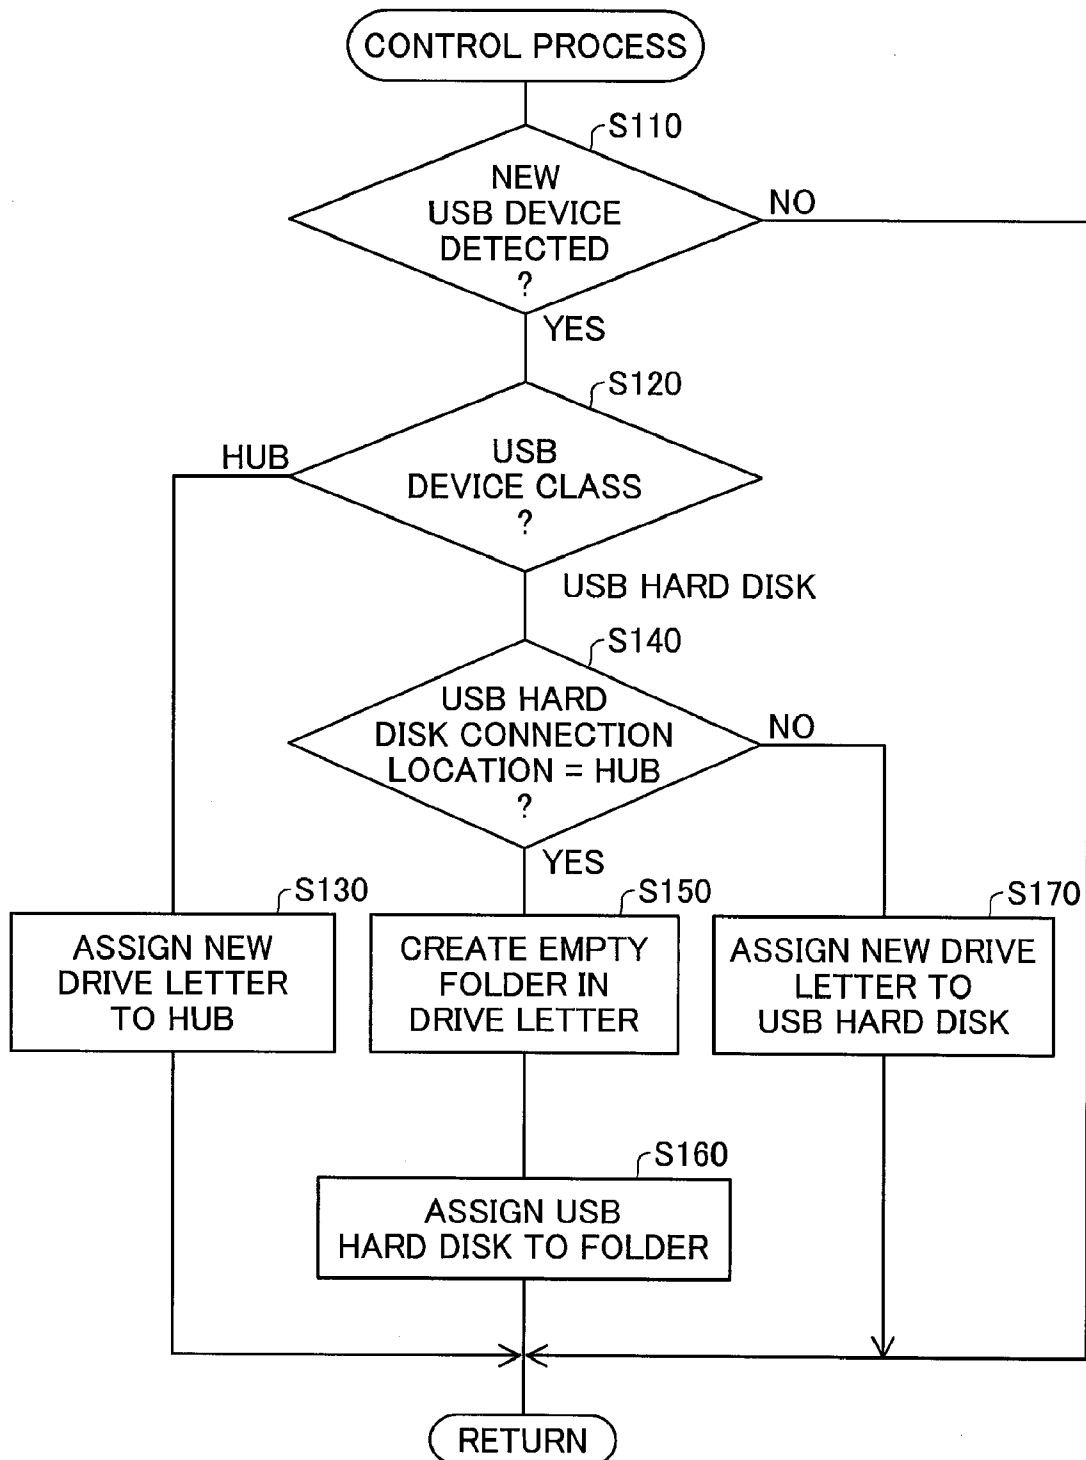 CONTROL PROCESS
S110
NEW
USB DEVICE
DETECTED
?
NO
YES
S120
HUB
USB
DEVICE CLASS
?
USB HARD DISK
S140
USB HARD
DISK CONNECTION
LOCATION = HUB
?
NO
YES
S130
ASSIGN NEW
DRIVE LETTER
TO HUB
S150
CREATE EMPTY
FOLDER IN
DRIVE LETTER
S170
ASSIGN NEW DRIVE
LETTER TO
USB HARD DISK
S160
ASSIGN USB
HARD DISK TO FOLDER
RETURN